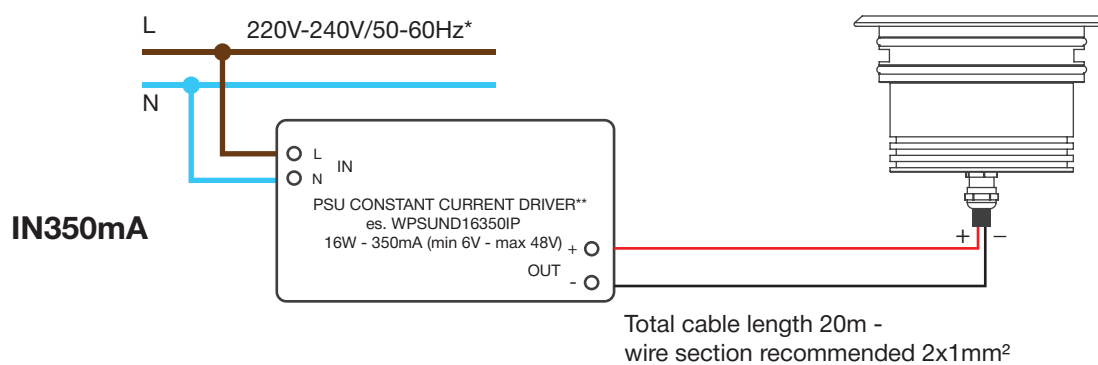 L
220V-240V/50-60Hz*
N
L
IN
N
PSU CONSTANT CURRENT DRIVER**
es. WPSUND16350IP
16W - 350mA (min 6V - max 48V)
+
OUT
-
IN350mA
+ −
Total cable length 20m -
wire section recommended 2x1mm²